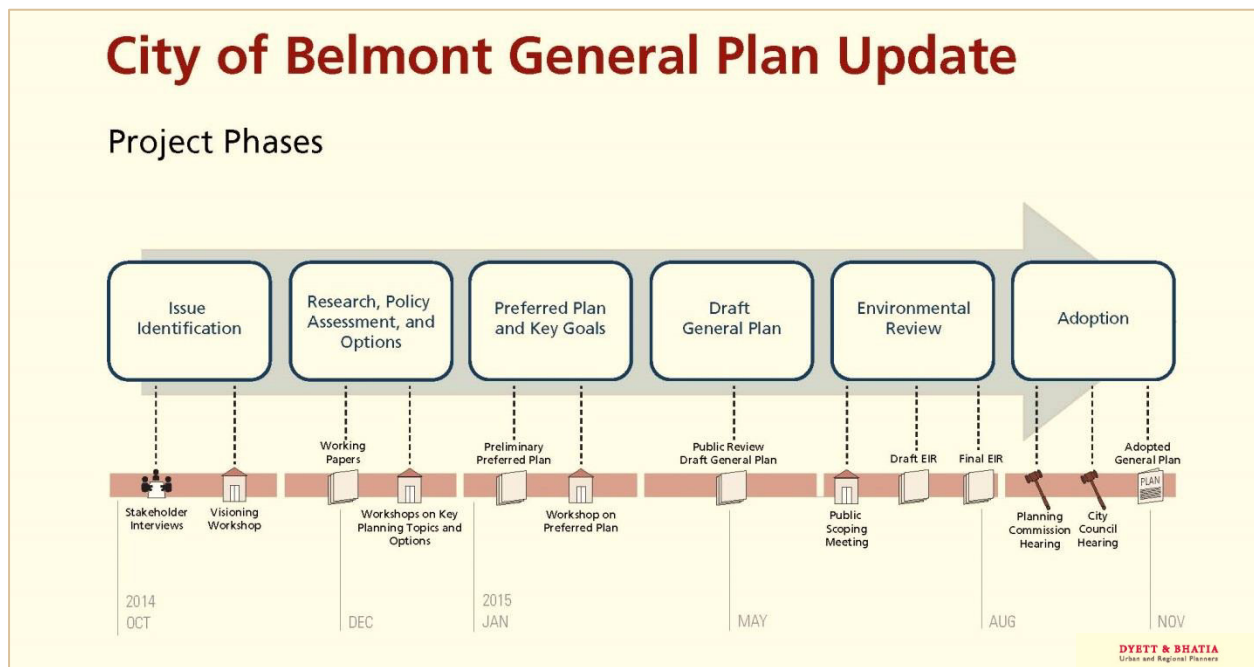 City of Belmont General Plan Update
Project Phases
Issue
Identification
Research, Policy
Assessment, and
Options
Preferred Plan
and Key Goals
Draft
General Plan
Environmental
Review
Adoption
Stakeholder
Interviews
Visioning
Workshop
Working
Papers
Workshops on Key
Planning Topics and
Options
Preliminary
Preferred Plan
Workshop on
Preferred Plan
Public Review
Draft General Plan
Public
Scoping
Meeting
Draft EIR
Final EIR
Planning
Commission
Hearing
City
Council
Hearing
Adopted
General Plan
PLAN
2014
OCT
DEC
2015
JAN
MAY
AUG
NOV
DYETT & BHATIA
Urban and Regional Planners